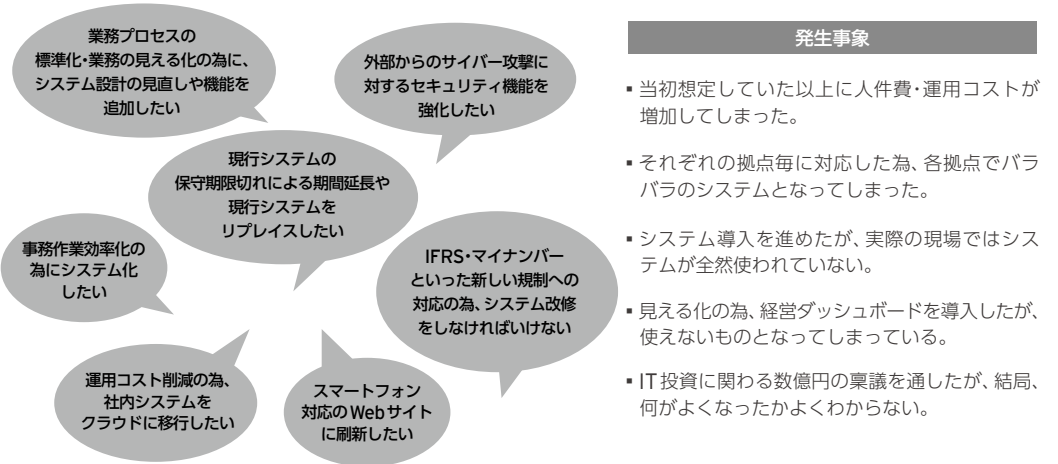 業務プロセスの
標準化・業務の見える化の為に、
システム設計の見直しや機能を
追加したい
外部からのサイバー攻撃に
対するセキュリティ機能を
強化したい
現行システムの
保守期限切れによる期間延長や
現行システムを
リプレイスしたい
事務作業効率化の
為にシステム化
したい
IFRS・マイナンバー
といった新しい規制への
対応の為、システム改修
をしなければいけない
運用コスト削減の為、
社内システムを
クラウドに移行したい
スマートフォン
対応のWebサイト
に刷新したい
発生事象
▪ 当初想定していた以上に人件費・運用コストが
増加してしまった。
▪ それぞれの拠点毎に対応した為、各拠点でバラ
バラのシステムとなってしまった。
▪ システム導入を進めたが、実際の現場ではシス
テムが全然使われていない。
▪ 見える化の為、経営ダッシュボードを導入したが、
使えないものとなってしまっている。
▪ IT投資に関わる数億円の稟議を通したが、結局、
何がよくなったかよくわからない。